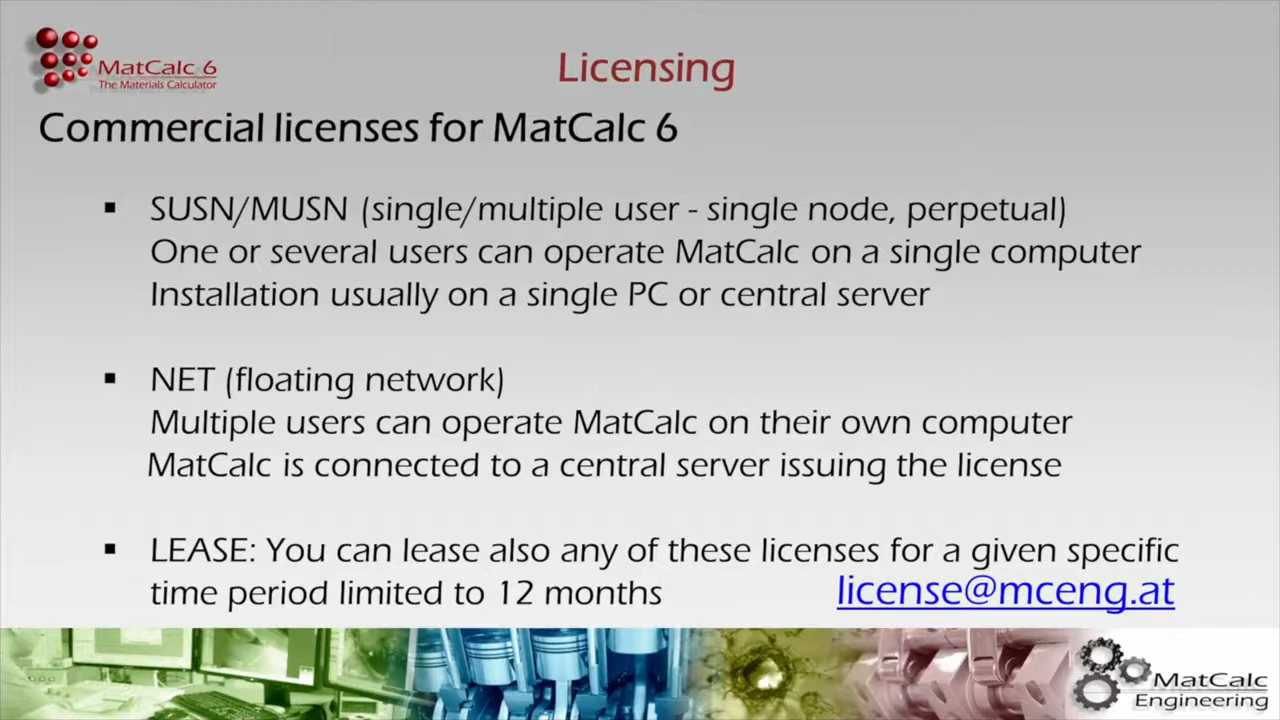 MatCalc 6
The Materials Calculator
Licensing
Commercial licenses for MatCalc 6
▪ SUSN/MUSN (single/multiple user - single node, perpetual)
One or several users can operate MatCalc on a single computer
Installation usually on a single PC or central server
▪ NET (floating network)
Multiple users can operate MatCalc on their own computer
MatCalc is connected to a central server issuing the license
▪ LEASE: You can lease also any of these licenses for a given specific
time period limited to 12 months
license@mceng.at
MatCalc
Engineering